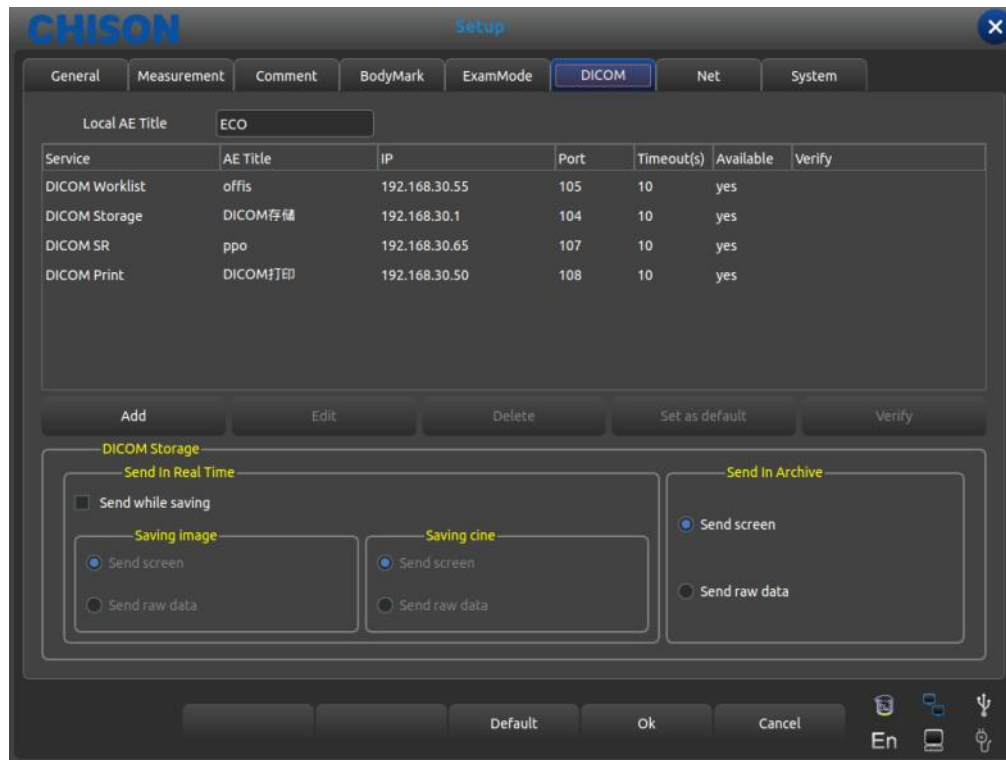 CHISON
Setup
General Measurement Comment BodyMark ExamMode DICOM Net System
Local AE Title ECO
Service AE Title IP Port Timeout(s) Available Verify
DICOM Worklist offis 192.168.30.55 105 10 yes
DICOM Storage DICOM存储 192.168.30.1 104 10 yes
DICOM SR ppo 192.168.30.65 107 10 yes
DICOM Print DICOM打印 192.168.30.50 108 10 yes
Add Edit Delete Set as default Verify
DICOM Storage
Send In Real Time
Send while saving
Saving image
Send screen
Send raw data
Saving cine
Send screen
Send raw data
Send In Archive
Send screen
Send raw data
Default Ok Cancel
En